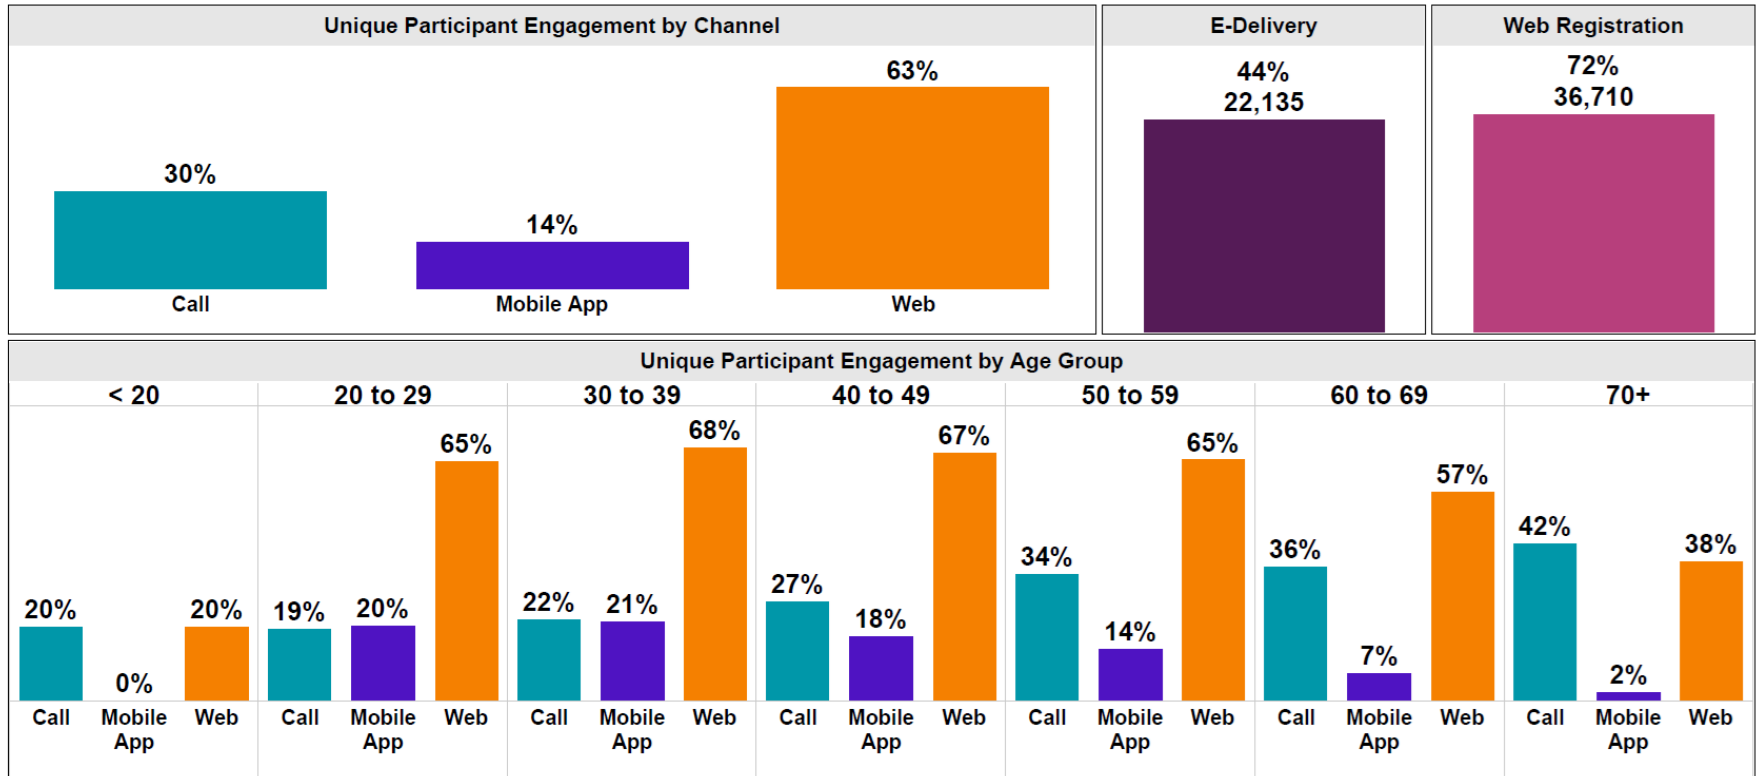 Unique Participant Engagement by Channel
30%
Call
14%
Mobile App
63%
Web
E-Delivery
44%
22,135
Web Registration
72%
36,710
Unique Participant Engagement by Age Group
< 20
20%
0%
20%
Call
Mobile
App
Web
20 to 29
19%
20%
65%
Call
Mobile
App
Web
30 to 39
22%
21%
68%
Call
Mobile
App
Web
40 to 49
27%
18%
67%
Call
Mobile
App
Web
50 to 59
34%
14%
65%
Call
Mobile
App
Web
60 to 69
36%
7%
57%
Call
Mobile
App
Web
70+
42%
2%
38%
Call
Mobile
App
Web